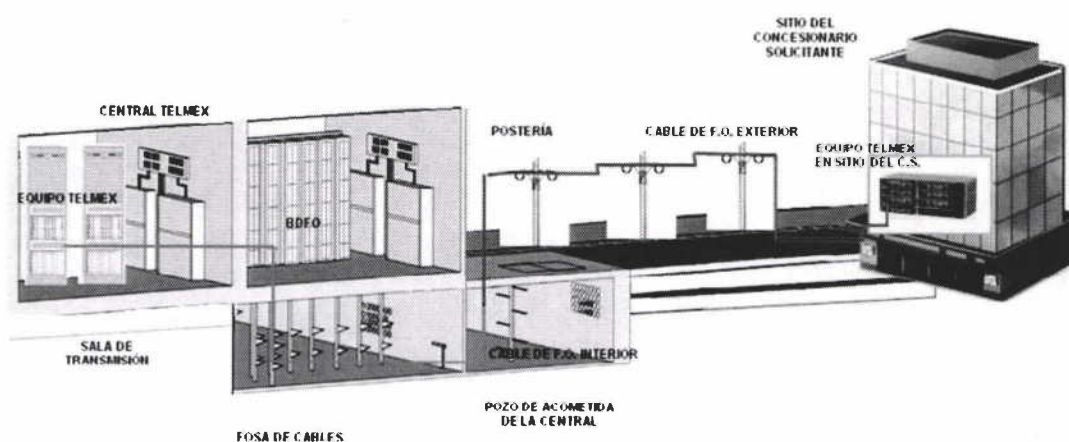 SITIO DEL
CONCESIONARIO
SOLICITANTE
CENTRAL TELMEX
POSTERÍA
CABLE DE F.O. EXTERIOR
EQUIPO TELMEX
EN SITIO DEL C.S.
EQUIPO TELMEX
BDFO
SALA DE
TRANSMISIÓN
CABLE DE F.O. INTERIOR
POZO DE ACOMETIDA
DE LA CENTRAL
FOSA DE CABLES